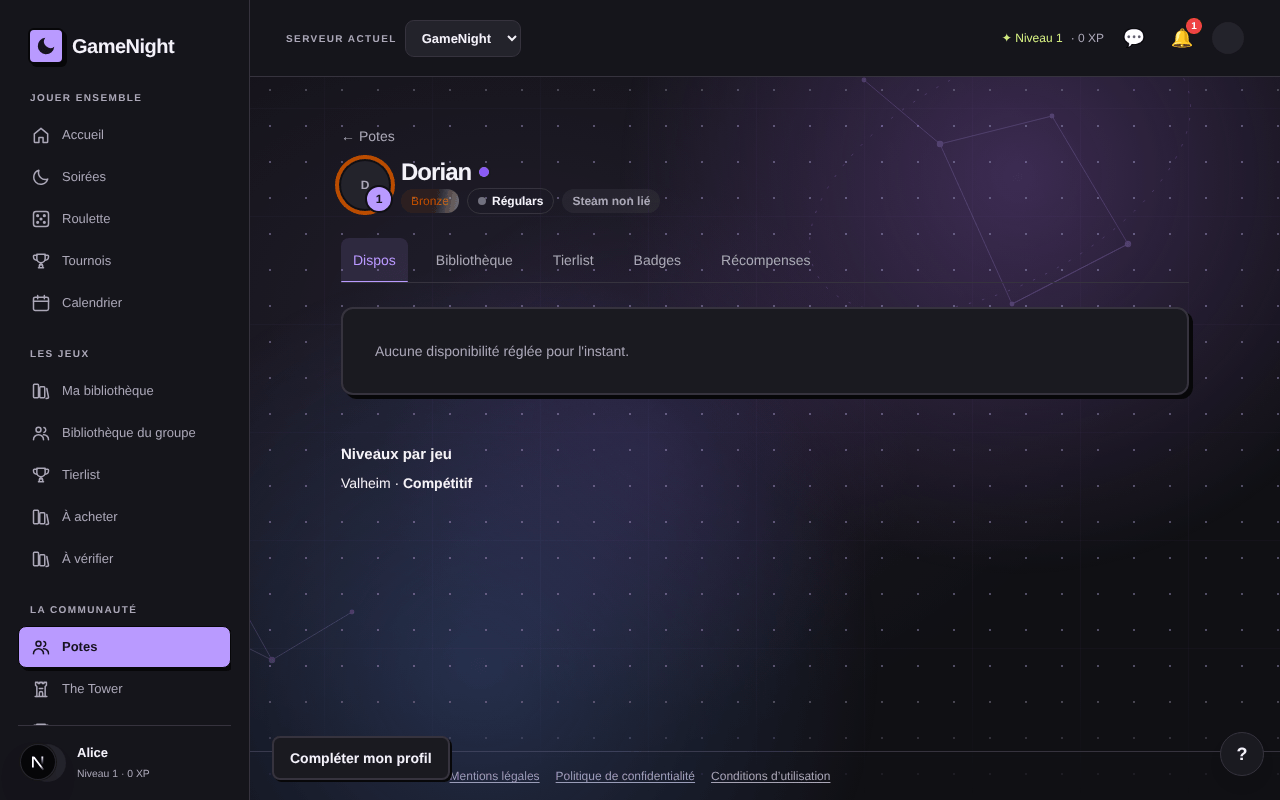 GameNight
JOUER ENSEMBLE
Accueil
Soirées
Roulette
Tournois
Calendrier
LES JEUX
Ma bibliothèque
Bibliothèque du groupe
Tierlist
À acheter
À vérifier
LA COMMUNAUTÉ
Potes
The Tower
N
Alice
Niveau 1 · 0 XP
SERVEUR ACTUEL
GameNight
✦ Niveau 1 · 0 XP
1
← Potes
D
1
Dorian
Bronze
Régulars
Steam non lié
Dispos
Bibliothèque
Tierlist
Badges
Récompenses
Aucune disponibilité réglée pour l'instant.
Niveaux par jeu
Valheim · Compétitif
Compléter mon profil
Mentions légales
Politique de confidentialité
Conditions d’utilisation
?